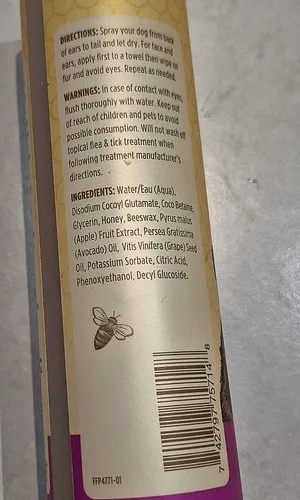 DIRECTIONS: Spray your dog from back
of ears to tail and let dry. For face and
ears, apply first to a towel then wipe on
fur and avoid eyes. Repeat as needed.
WARNINGS: In case of contact with eyes,
flush thoroughly with water. Keep out
of reach of children and pets to avoid
possible consumption. Will not wash off
topical flea & tick treatment when
following treatment manufacturer's
directions.
INGREDIENTS: Water/Eau (Aqua),
Disodium Cocoyl Glutamate, Coco Betaine,
Glycerin, Honey, Beeswax, Pyrus malus
(Apple) Fruit Extract, Persea Gratissima
(Avocado) Oil, Vitis Vinifera (Grape) Seed
Oil, Potassium Sorbate, Citric Acid,
Phenoxyethanol, Decyl Glucoside.
7 42797 75714 8
FFP4771-01